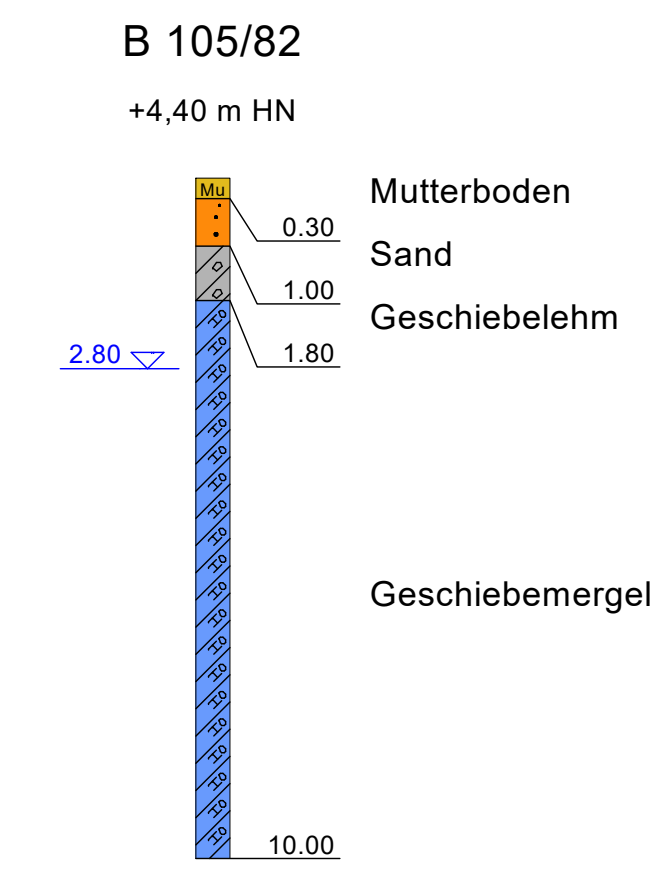 B 105/82
+4,40 m HN
Mu
Mutterboden
0.30
Sand
1.00
Geschiebelehm
2.80
1.80
Geschiebemergel
10.00